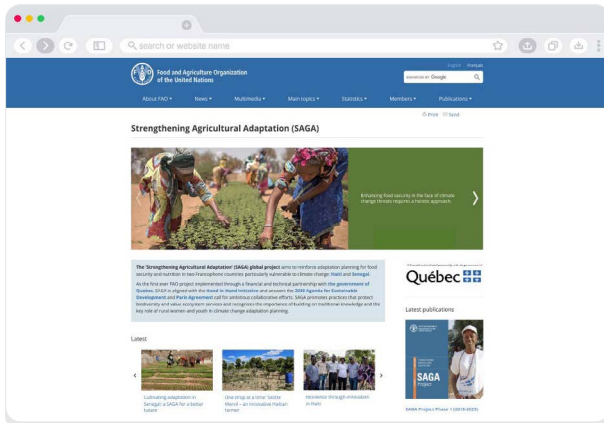 search or website name
Food and Agriculture Organization
of the United Nations
English Français
ENHANCED BY Google
About FAO News Multimedia Main topics Statistics Members Publications
Print Send
Strengthening Agricultural Adaptation (SAGA)
Enhancing food security in the face of climate
change threats requires a holistic approach.
The 'Strengthening Agricultural Adaptation' (SAGA) global project aims to reinforce adaptation planning for food
security and nutrition in two Francophone countries particularly vulnerable to climate change: Haiti and Senegal.
As the first ever FAO project implemented through a financial and technical partnership with the government of
Quebec, SAGA is aligned with the Hand in Hand Initiative and answers the 2030 Agenda for Sustainable
Development and Paris Agreement call for ambitious collaborative efforts. SAGA promotes practices that protect
biodiversity and value ecosystem service and recognizes the importance of building on traditional knowledge and the
key role of rural women and youth in climate change adaptation planning.
Québec
Latest publications
SAGA
Project
SAGA Project Phase 1
Latest
Cultivating adaptation in
Senegal: a SAGA for a better
future
One drop at a time:
Mervil – an innovative Haitian
farmer
Resilience through innovation
in Haiti